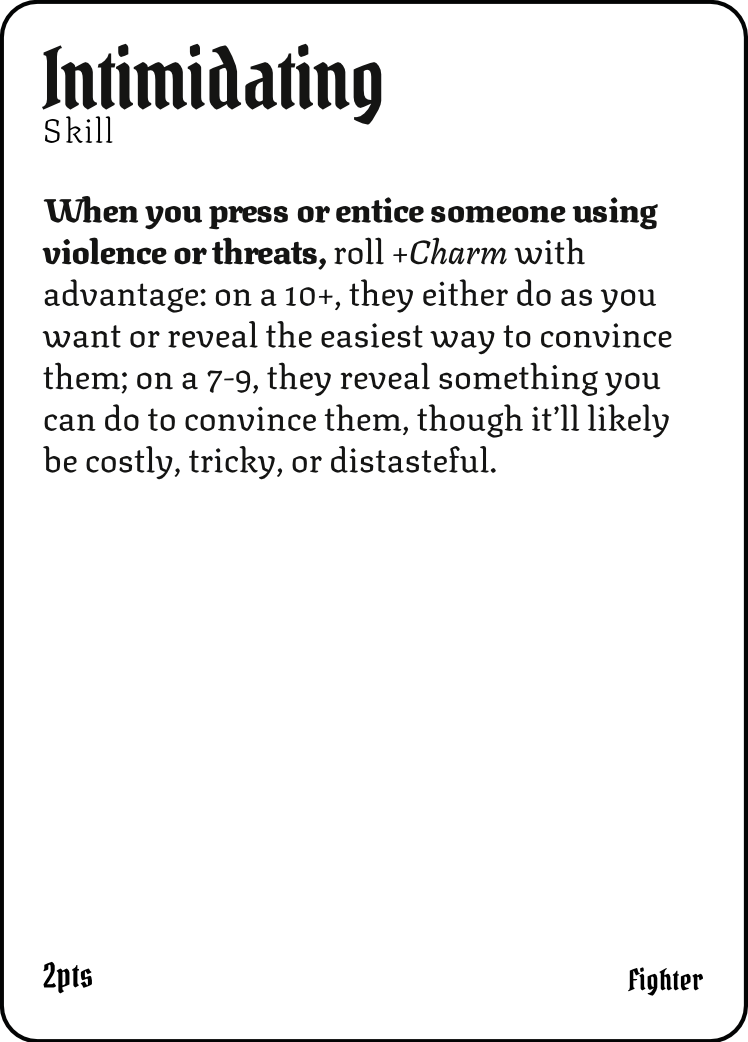 Intimidating
Skill
When you press or entice someone using
violence or threats, roll +Charm with
advantage: on a 10+, they either do as you
want or reveal the easiest way to convince
them; on a 7-9, they reveal something you
can do to convince them, though it’ll likely
be costly, tricky, or distasteful.
2pts
Fighter